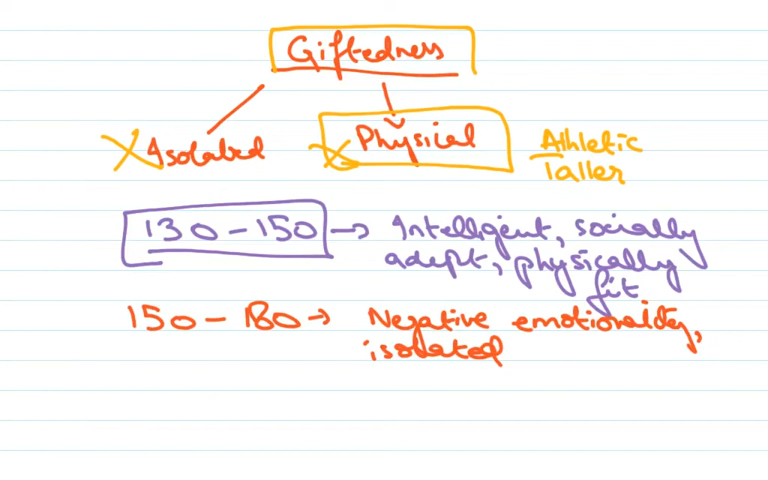 Giftedness
Isolated Physical Athletic
Taller
130-150 → Intelligent, socially
adept, physically
fit
150-180 → Negative emotionality,
isolated